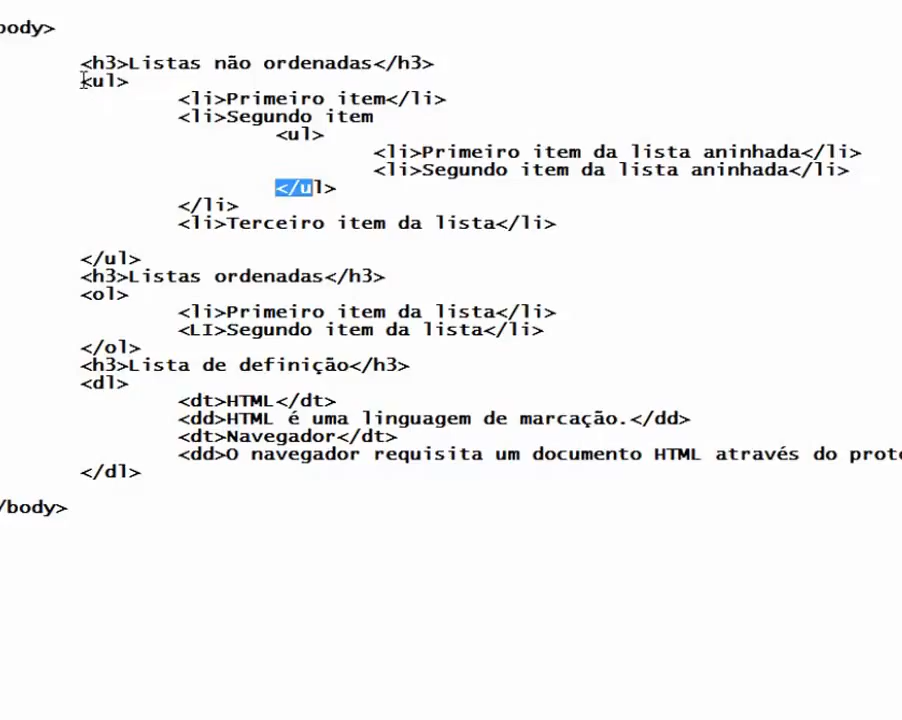 body>
<h3>Listas não ordenadas</h3>
<ul>
<li>Primeiro item</li>
<li>Segundo item
<ul>
<li>Primeiro item da lista aninhada</li>
<li>Segundo item da lista aninhada</li>
</ul>
</li>
<li>Terceiro item da lista</li>
</ul>
<h3>Listas ordenadas</h3>
<ol>
<li>Primeiro item da lista</li>
<LI>Segundo item da lista</li>
</ol>
<h3>Lista de definição</h3>
<dl>
<dt>HTML</dt>
<dd>HTML é uma linguagem de marcação.</dd>
<dt>Navegador</dt>
<dd>O navegador requisita um documento HTML através do prot
</dl>
/body>